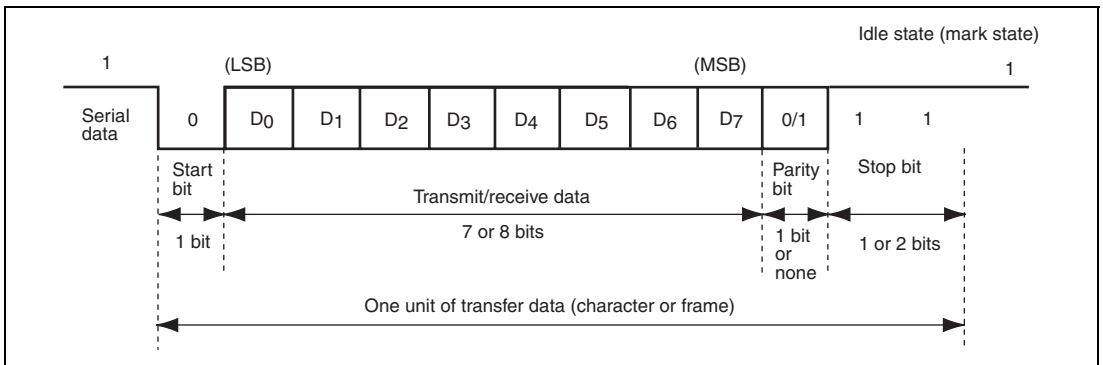 Idle state (mark state)
1 (LSB) (MSB) 1
Serial data
0 D0 D1 D2 D3 D4 D5 D6 D7 0/1 1 1
Start bit
Parity bit
Stop bit
Transmit/receive data
1 bit
7 or 8 bits
1 bit or none
1 or 2 bits
One unit of transfer data (character or frame)